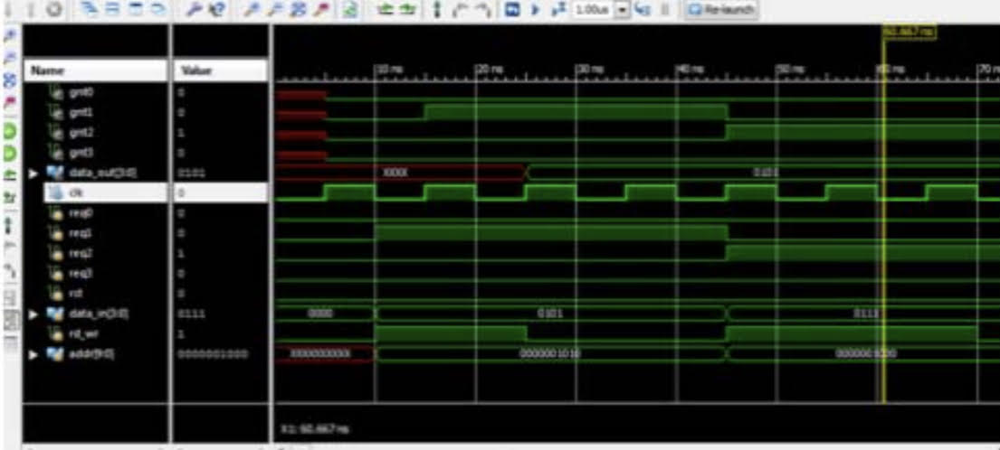 1.00us Re-launch
60.667 ns
Name Value
10 ns 20 ns 30 ns 40 ns 50 ns 60 ns 70 n
gnt0 0
gnt1 0
gnt2 1
gnt3 0
data_out[3:0] 0101 XXXX 0101
clk 0
req0 0
req1 0
req2 1
req3 0
rst 0
data_in[3:0] 0111 0000 0101 0111
rd_wr 1
addr[9:0] 0000001000 XXXXXXXXXX 0000001010 0000001000
X1: 60.667 ns